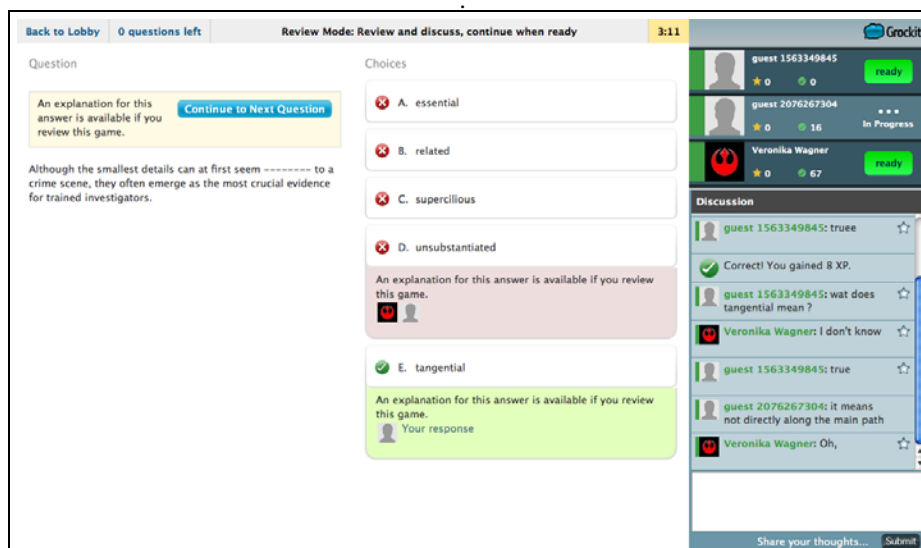 Back to Lobby
0 questions left
Review Mode: Review and discuss, continue when ready
3:11
Grockit
Question
An explanation for this
answer is available if you
review this game.
Continue to Next Question
Although the smallest details can at first seem -------- to a
crime scene, they often emerge as the most crucial evidence
for trained investigators.
Choices
A. essential
B. related
C. supercilious
D. unsubstantiated
An explanation for this answer is available if you review
this game.
E. tangential
An explanation for this answer is available if you review
this game.
Your response
guest 1563349845
0 0
ready
guest 2076267304
0 16
In Progress
Veronika Wagner
0 67
ready
Discussion
guest 1563349845: truee
Correct! You gained 8 XP.
guest 1563349845: wat does
tangential mean ?
Veronika Wagner: I don't know
guest 1563349845: true
guest 2076267304: it means
not directly along the main path
Veronika Wagner: Oh,
Share your thoughts...
Submit